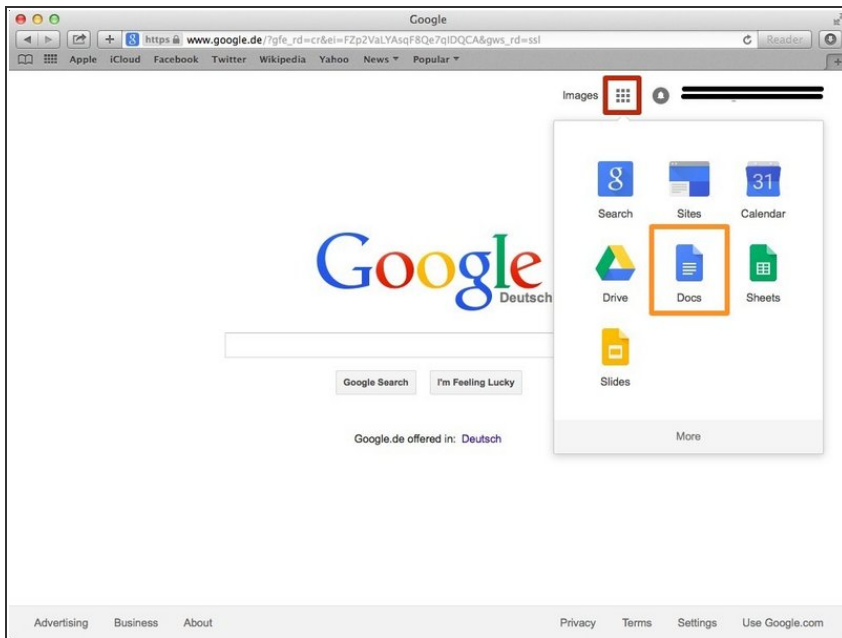 Google
https www.google.de/?gfe_rd=cr&ei=FZp2VaLYAsqF8Qe7qIDQCA&gws_rd=ssl Reader
Apple iCloud Facebook Twitter Wikipedia Yahoo News Popular
Images
g
31
Search Sites Calendar
Drive Docs Sheets
Slides
More
Google
Deutsch
Google Search I'm Feeling Lucky
Google.de offered in: Deutsch
Advertising Business About Privacy Terms Settings Use Google.com